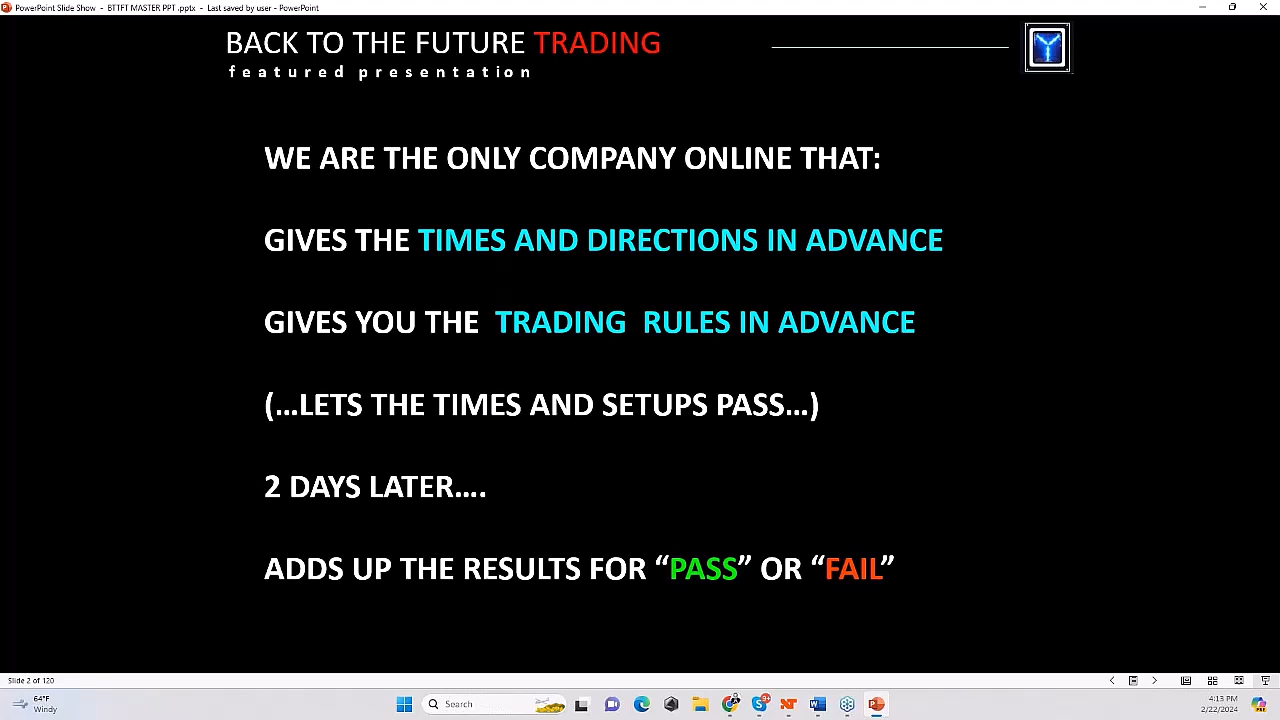 PowerPoint Slide Show - BTTFT MASTER PPT .pptx - Last saved by user - PowerPoint
BACK TO THE FUTURE TRADING
featured presentation
WE ARE THE ONLY COMPANY ONLINE THAT:
GIVES THE TIMES AND DIRECTIONS IN ADVANCE
GIVES YOU THE TRADING RULES IN ADVANCE
(...LETS THE TIMES AND SETUPS PASS...)
2 DAYS LATER....
ADDS UP THE RESULTS FOR “PASS” OR “FAIL”
Slide 2 of 120
64°F
Windy
Search
9+
4:13 PM
2/22/2024